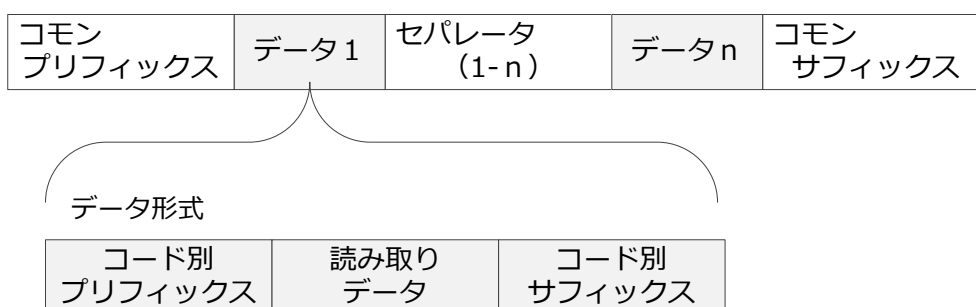 コモン
プリフィックス
データ1
セパレータ
(1-n)
データn
コモン
サフィックス
データ形式
コード別
プリフィックス
読み取り
データ
コード別
サフィックス